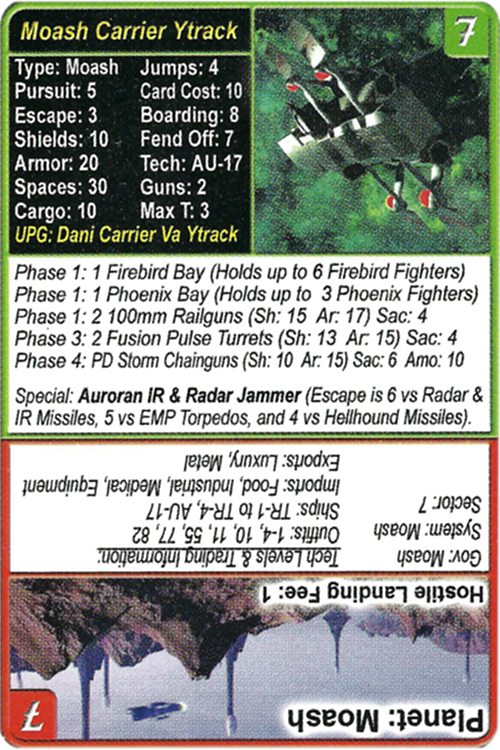 Moash Carrier Ytrack
7
Type: Moash Jumps: 4
Pursuit: 5 Card Cost: 10
Escape: 3 Boarding: 8
Shields: 10 Fend Off: 7
Armor: 20 Tech: AU-17
Spaces: 30 Guns: 2
Cargo: 10 Max T: 3
UPG: Dani Carrier Va Ytrack
Phase 1: 1 Firebird Bay (Holds up to 6 Firebird Fighters)
Phase 1: 1 Phoenix Bay (Holds up to 3 Phoenix Fighters)
Phase 1: 2 100mm Railguns (Sh: 15 Ar: 17) Sac: 4
Phase 3: 2 Fusion Pulse Turrets (Sh: 13 Ar: 15) Sac: 4
Phase 4: PD Storm Chainguns (Sh: 10 Ar: 15) Sac: 6 Amo: 10
Special: Auroran IR & Radar Jammer (Escape is 6 vs Radar &
IR Missiles, 5 vs EMP Torpedos, and 4 vs Hellhound Missiles).
Planet: Moash
7
Hostile Landing Fee: 1
Gov: Moash
System: Moash
Sector: 7
Tech Levels & Trading Information:
Outfits: 1-4, 10, 11, 55, 77, 82
Ships: TR-1 to TR-4, AU-17
Imports: Food, Industrial, Medical, Equipment
Exports: Luxury, Metal